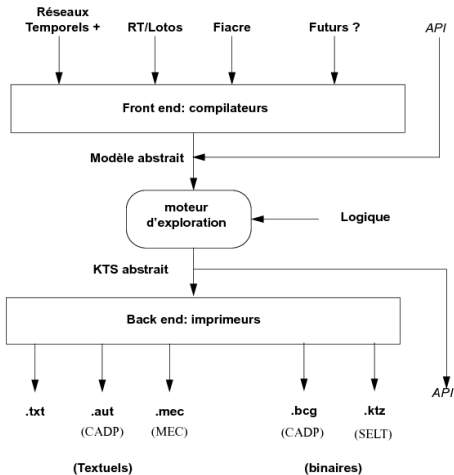 Réseaux
Temporels + RT/Lotos Fiacre Futurs ? API
Front end: compilateurs
Modèle abstrait
moteur
d'exploration
Logique
KTS abstrait
Back end: imprimeurs
API
.txt .aut .mec .bcg .ktz
(CADP) (MEC) (CADP) (SELT)
(Textuels) (binaires)